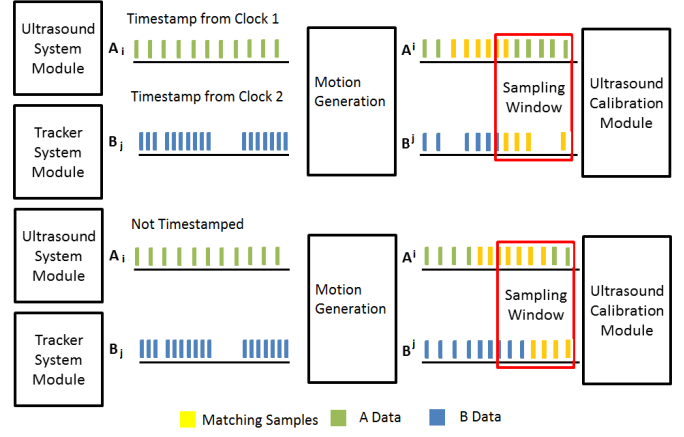 Ultrasound
System
Module
Timestamp from Clock 1
A i
Motion
Generation
A i
Sampling
Window
Ultrasound
Calibration
Module
Tracker
System
Module
Timestamp from Clock 2
B j
B j
Ultrasound
System
Module
Not Timestamped
A i
Motion
Generation
A i
Sampling
Window
Ultrasound
Calibration
Module
Tracker
System
Module
B j
B j
Matching Samples
A Data
B Data